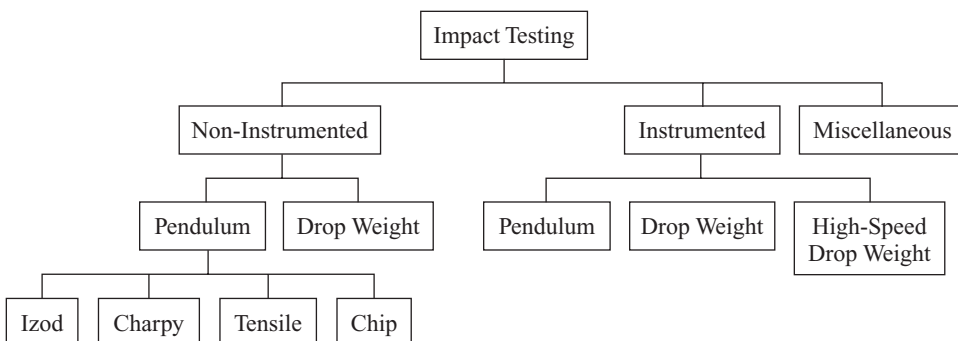 Impact Testing
Non-Instrumented
Instrumented
Miscellaneous
Pendulum
Drop Weight
Pendulum
Drop Weight
High-Speed
Drop Weight
Izod
Charpy
Tensile
Chip